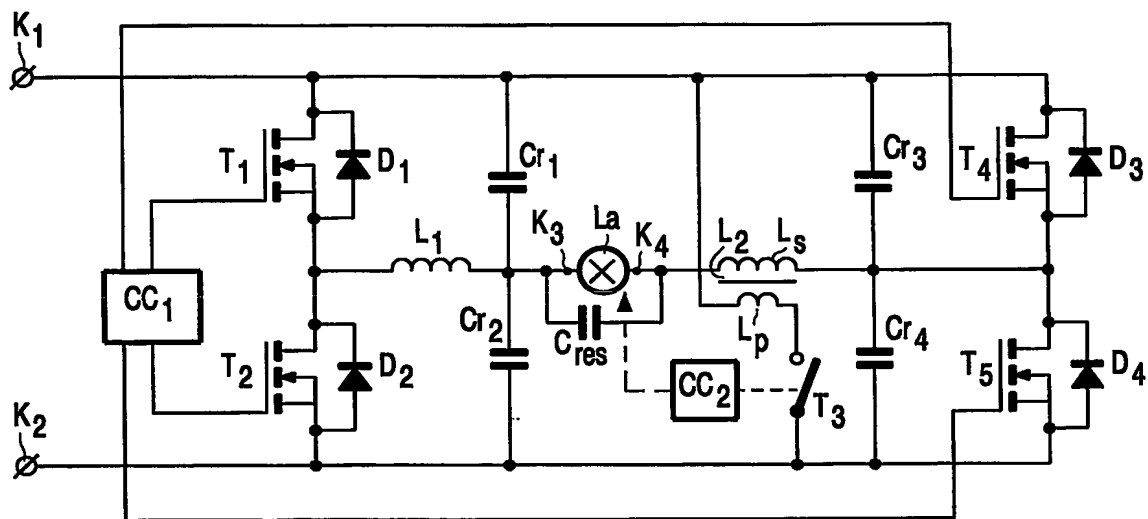 K1
T1
D1
Cr1
Cr3
T4
D3
L1
K3
La
K4
L2
Ls
CC1
Cr2
Cres
Lp
Cr4
T2
D2
CC2
T3
T5
D4
K2